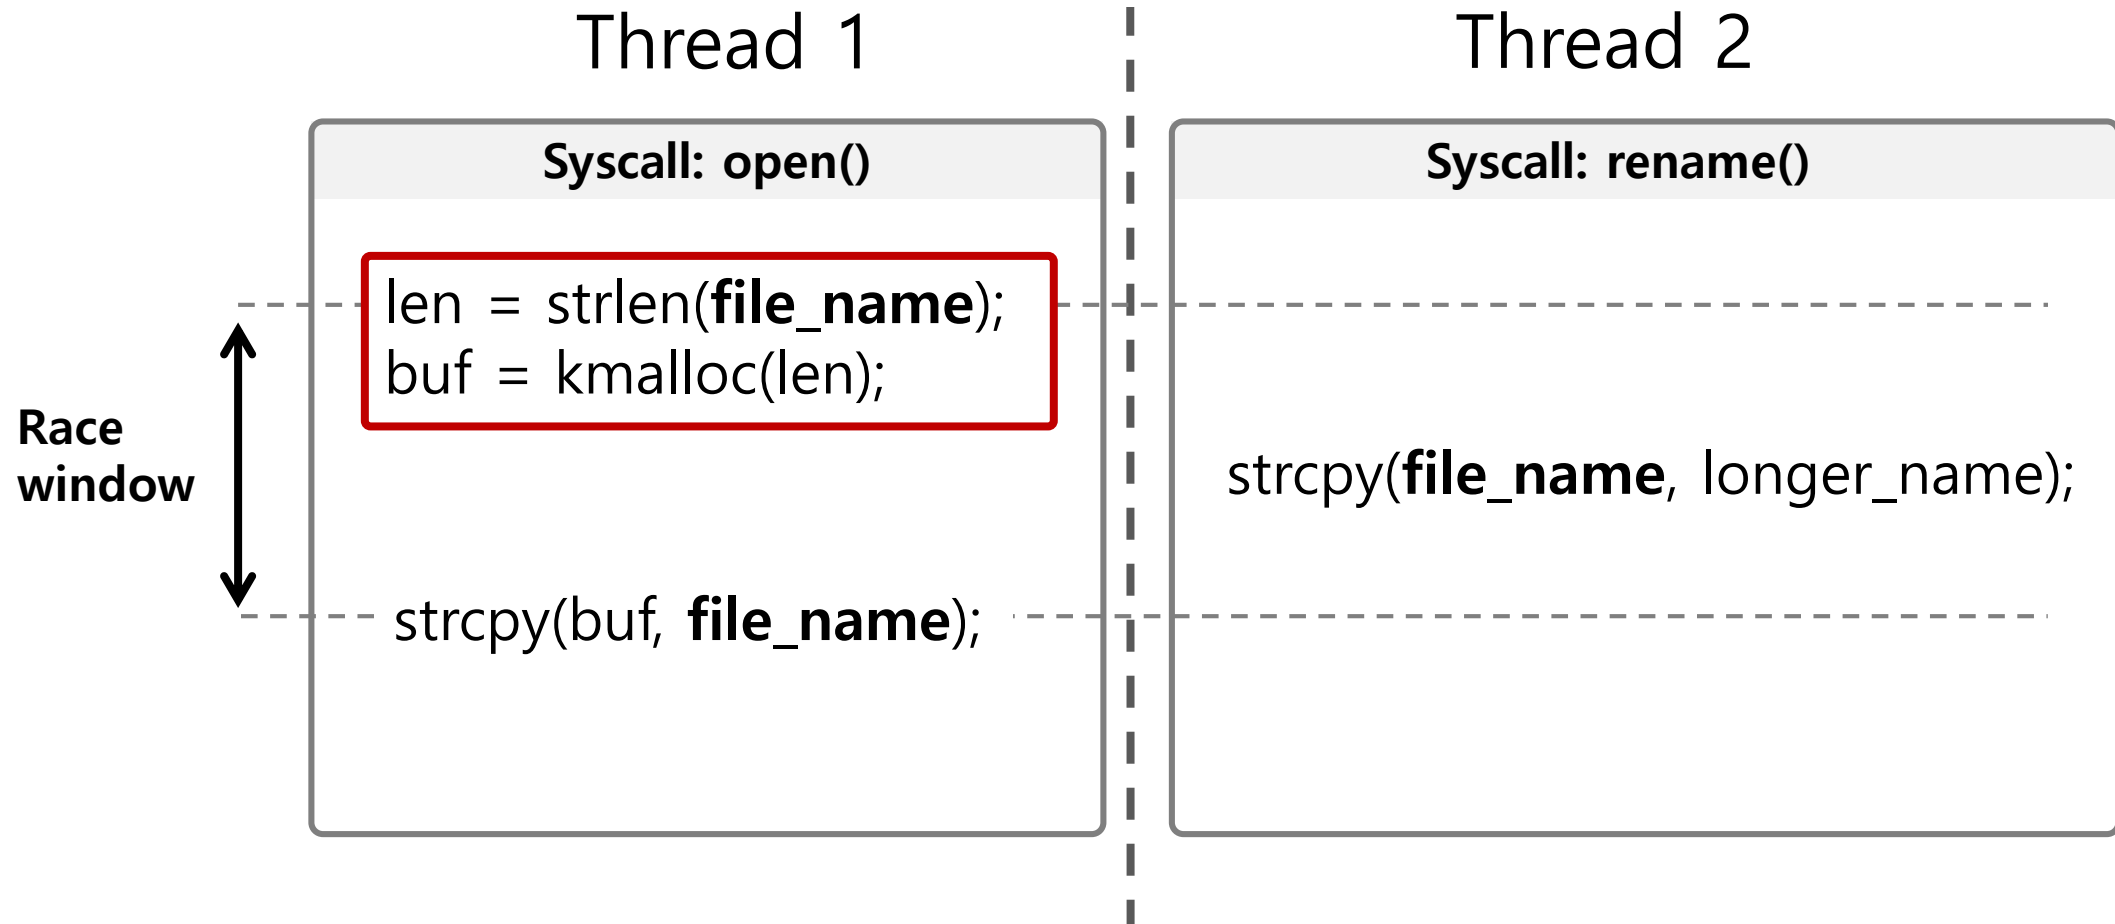 Thread 1
Thread 2
Syscall: open()
Syscall: rename()
len = strlen(file_name);
buf = kmalloc(len);
Race
window
strcpy(file_name, longer_name);
strcpy(buf, file_name);